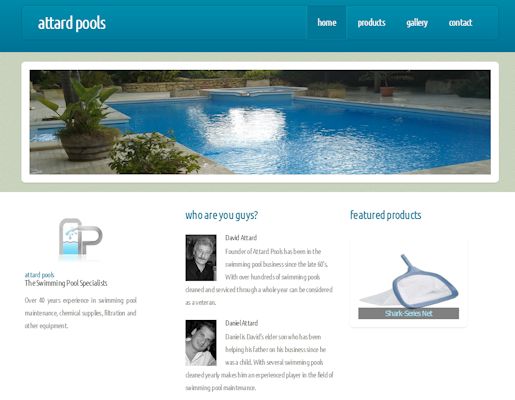 attard pools
home products gallery contact
who are you guys?
featured products
attard pools
The Swimming Pool Specialists
Over 40 years experience in swimming pool
maintenance, chemical supplies, filtration and
other equipment.
David Attard
Founder of Attard Pools has been in the
swimming pool business since the late 60's.
With over hundreds of swimming pools
cleaned and serviced through a whole year can be considered
as a veteran.
Daniel Attard
Daniel is David's elder son who has been
helping his father on his business since he
was a child. With several swimming pools
cleaned yearly makes him an experienced player in the field of
swimming pool maintenance.
Shark-Series Net